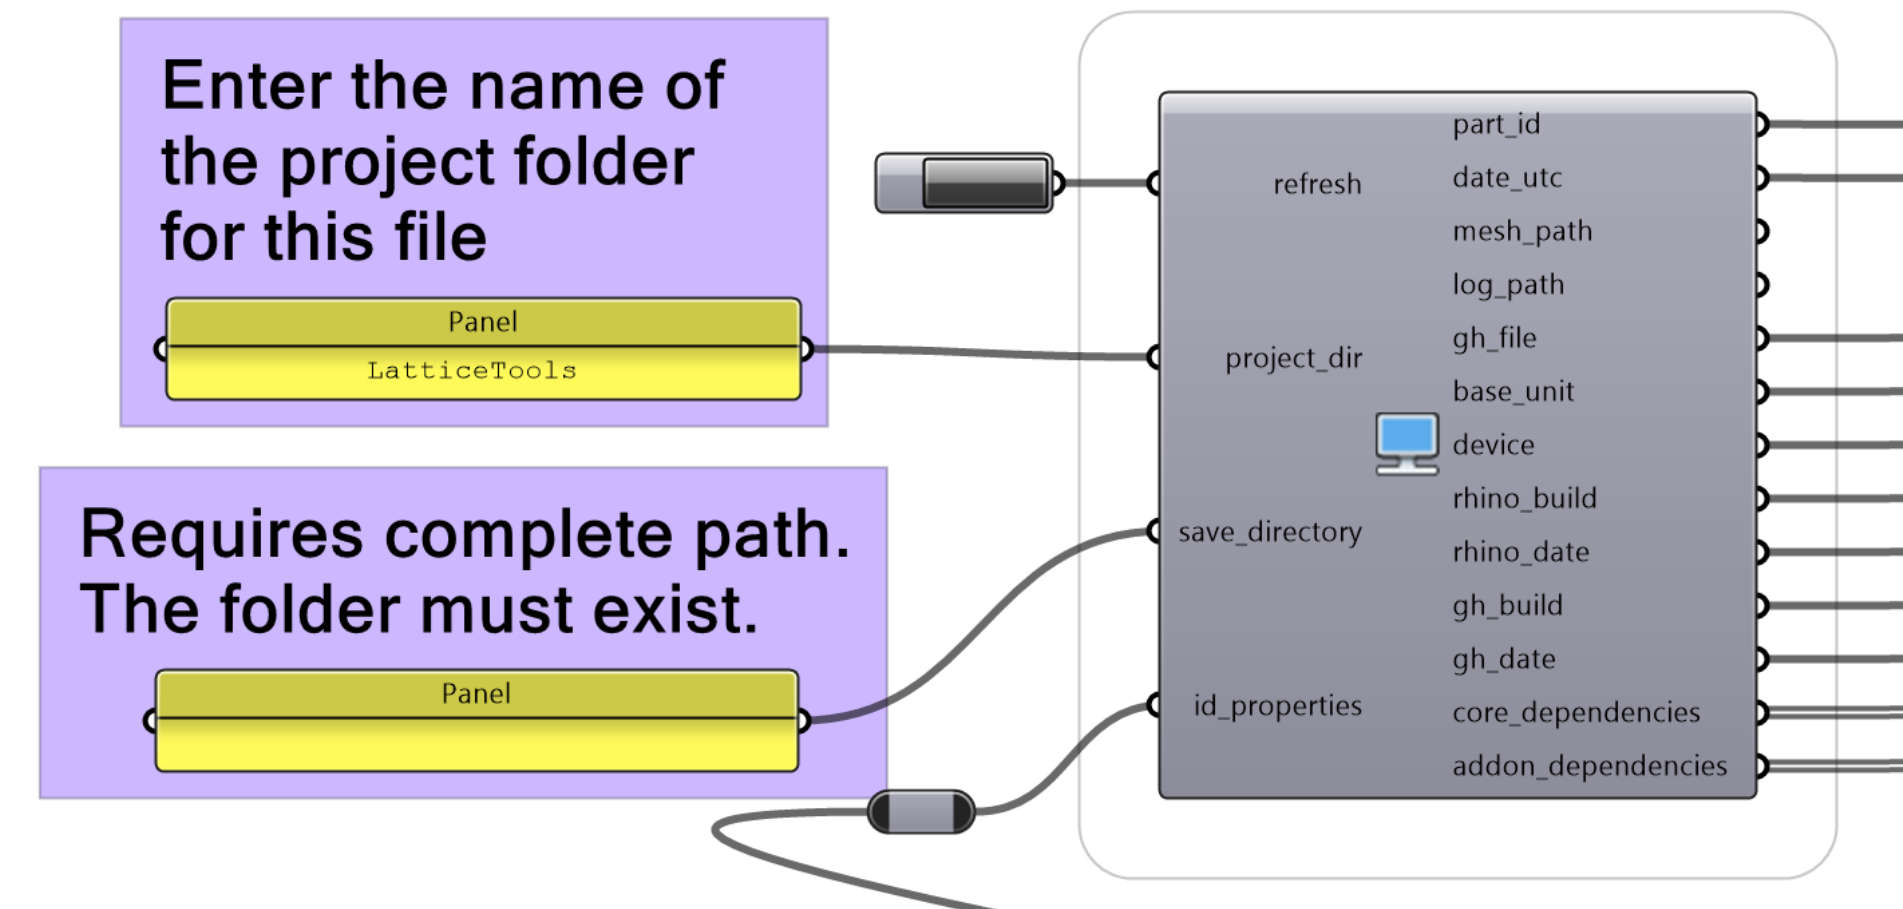 Enter the name of
the project folder
for this file
Panel
LatticeTools
Requires complete path.
The folder must exist.
Panel
refresh
project_dir
save_directory
id_properties
part_id
date_utc
mesh_path
log_path
gh_file
base_unit
device
rhino_build
rhino_date
gh_build
gh_date
core_dependencies
addon_dependencies